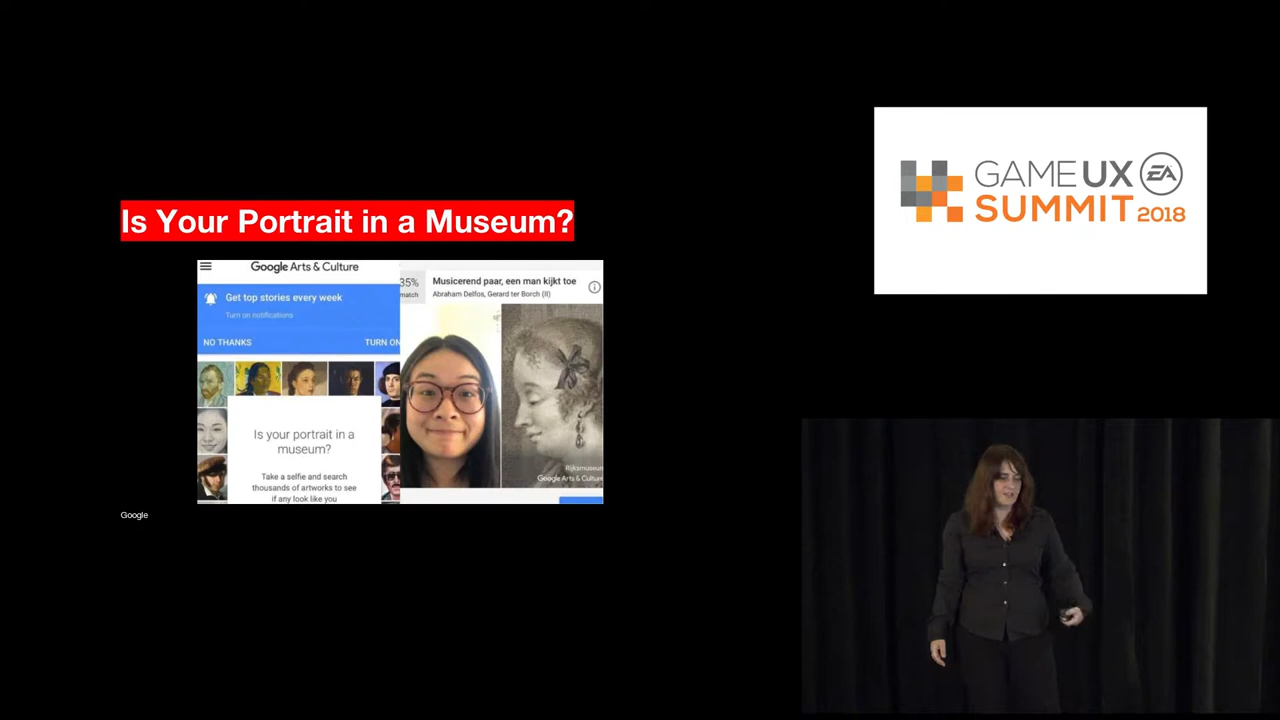 Is Your Portrait in a Museum?
Google Arts & Culture
Get top stories every week
Turn on notifications
NO THANKS
TURN ON
Is your portrait in a
museum?
Take a selfie and search
thousands of artworks to see
if any look like you
35%
match
Musicerend paar, een man kijkt toe
Abraham Delfos, Gerard ter Borch (II)
Rijksmuseum
Google Arts & Culture
Google
GAME UX
EA
SUMMIT 2018